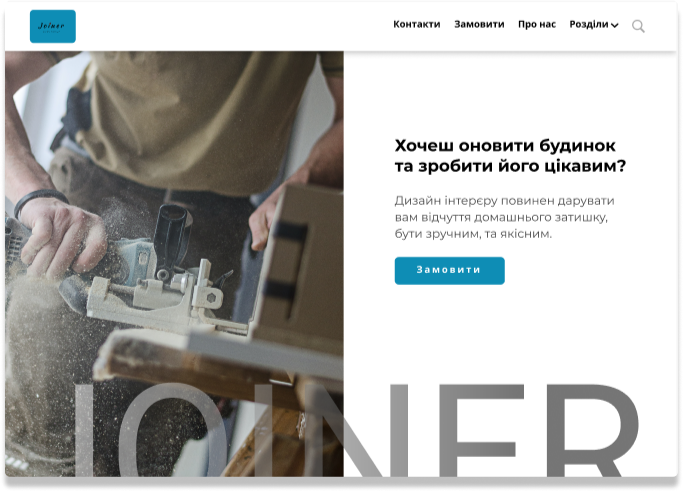 Joiner
Контакти Замовити Про нас Розділи
Хочеш оновити будинок
та зробити його цікавим?
Дизайн інтерєру повинен дарувати
вам відчуття домашнього затишку,
бути зручним, та якісним.
Замовити
JOINER